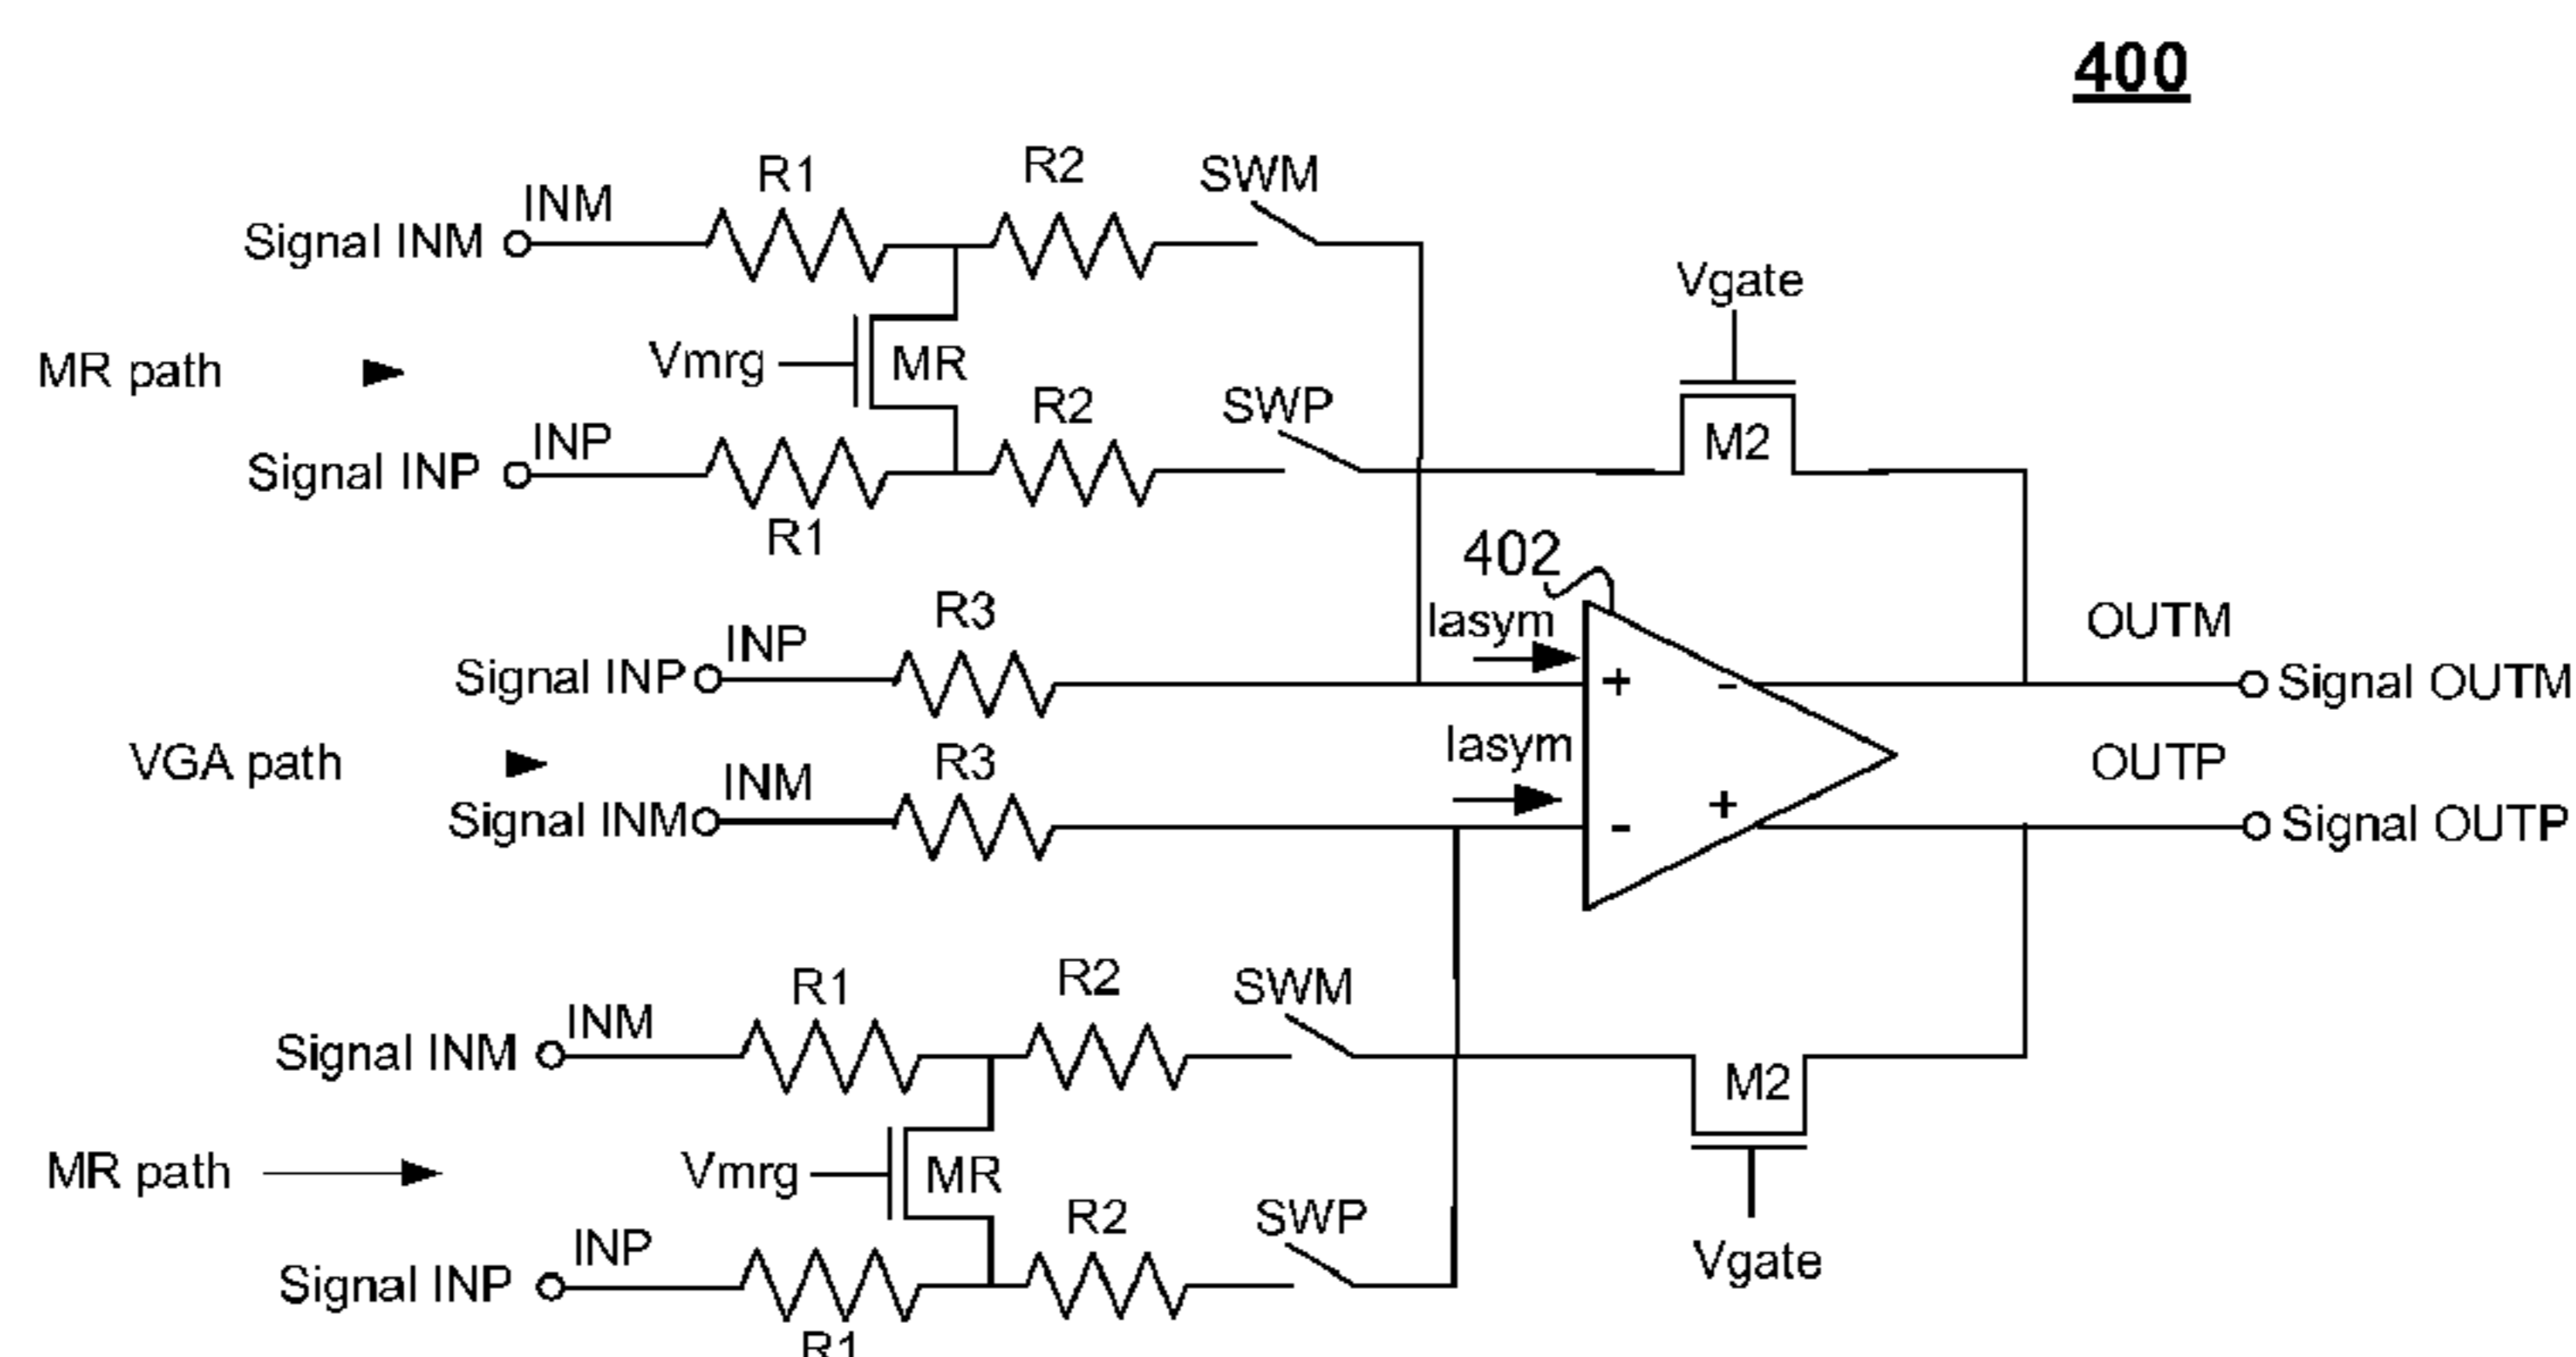 400
R1
R2
SWM
INM
Signal INM
Vgate
MR path
Vmrg
MR
R2
SWP
M2
INP
Signal INP
R1
402
R3
Iasym
OUTM
INP
Signal INP
+
-
Signal OUTM
VGA path
R3
Iasym
OUTP
INM
Signal INM
-
+
Signal OUTP
R1
R2
SWM
INM
Signal INM
M2
MR path
Vmrg
MR
R2
SWP
INP
Signal INP
Vgate
R1